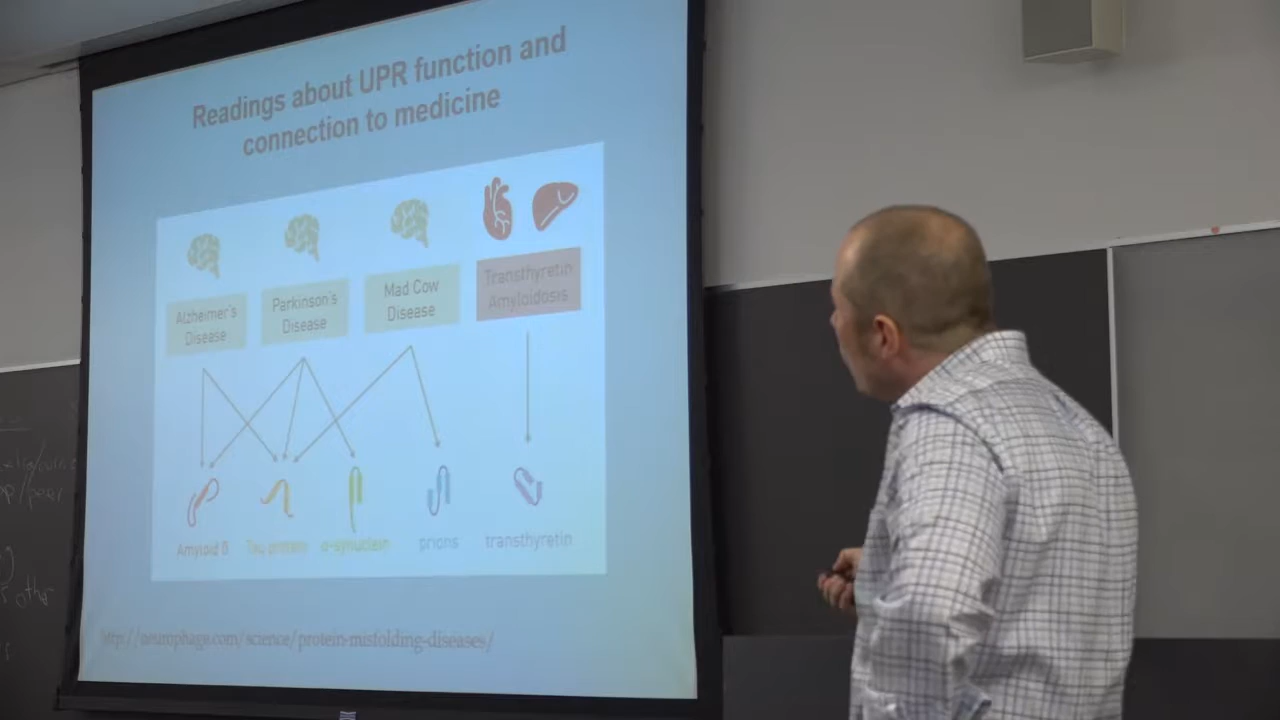 Readings about UPR function and
connection to medicine
Alzheimer's
Disease
Parkinson's
Disease
Mad Cow
Disease
Transthyretin
Amyloidosis
Amyloid β
Tau protein
α-synuclein
prions
transthyretin
http://neurophage.com/science/protein-misfolding-diseases/
other